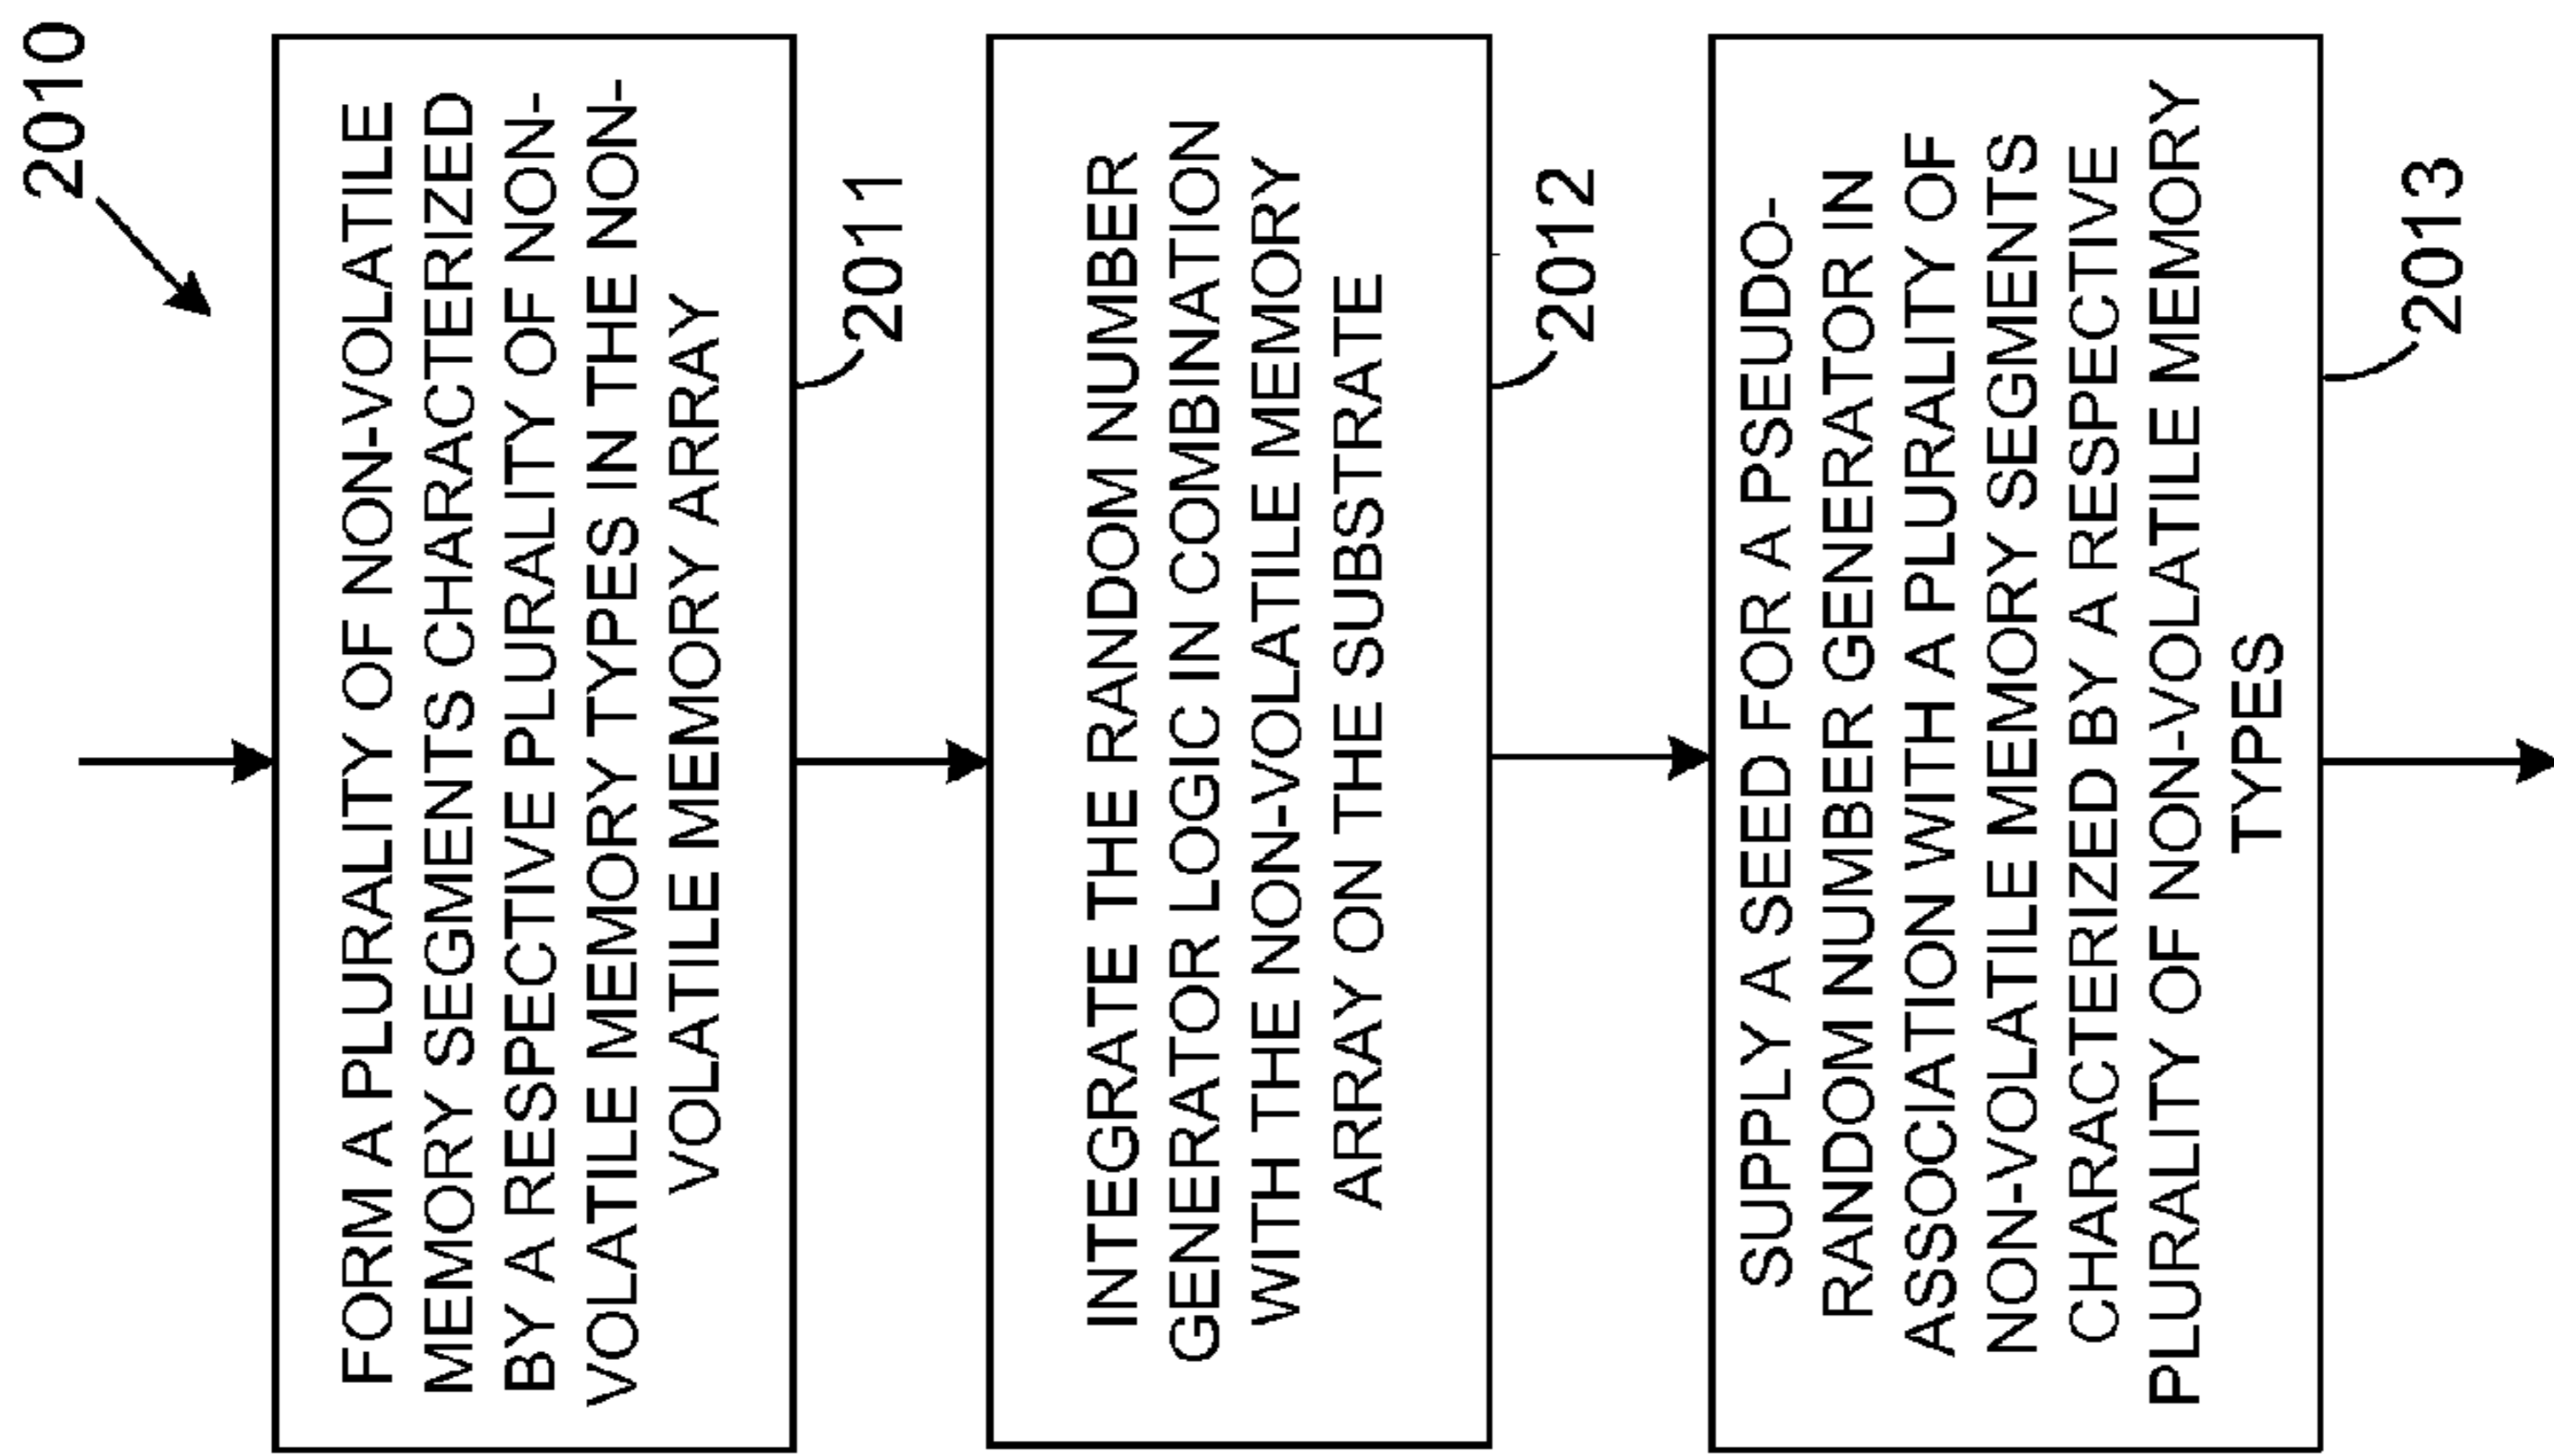 2010
FORM A PLURALITY OF NON-VOLATILE
MEMORY SEGMENTS CHARACTERIZED
BY A RESPECTIVE PLURALITY OF NON-
VOLATILE MEMORY TYPES IN THE NON-
VOLATILE MEMORY ARRAY
2011
INTEGRATE THE RANDOM NUMBER
GENERATOR LOGIC IN COMBINATION
WITH THE NON-VOLATILE MEMORY
ARRAY ON THE SUBSTRATE
2012
SUPPLY A SEED FOR A PSEUDO-
RANDOM NUMBER GENERATOR IN
ASSOCIATION WITH A PLURALITY OF
NON-VOLATILE MEMORY SEGMENTS
CHARACTERIZED BY A RESPECTIVE
PLURALITY OF NON-VOLATILE MEMORY
TYPES
2013